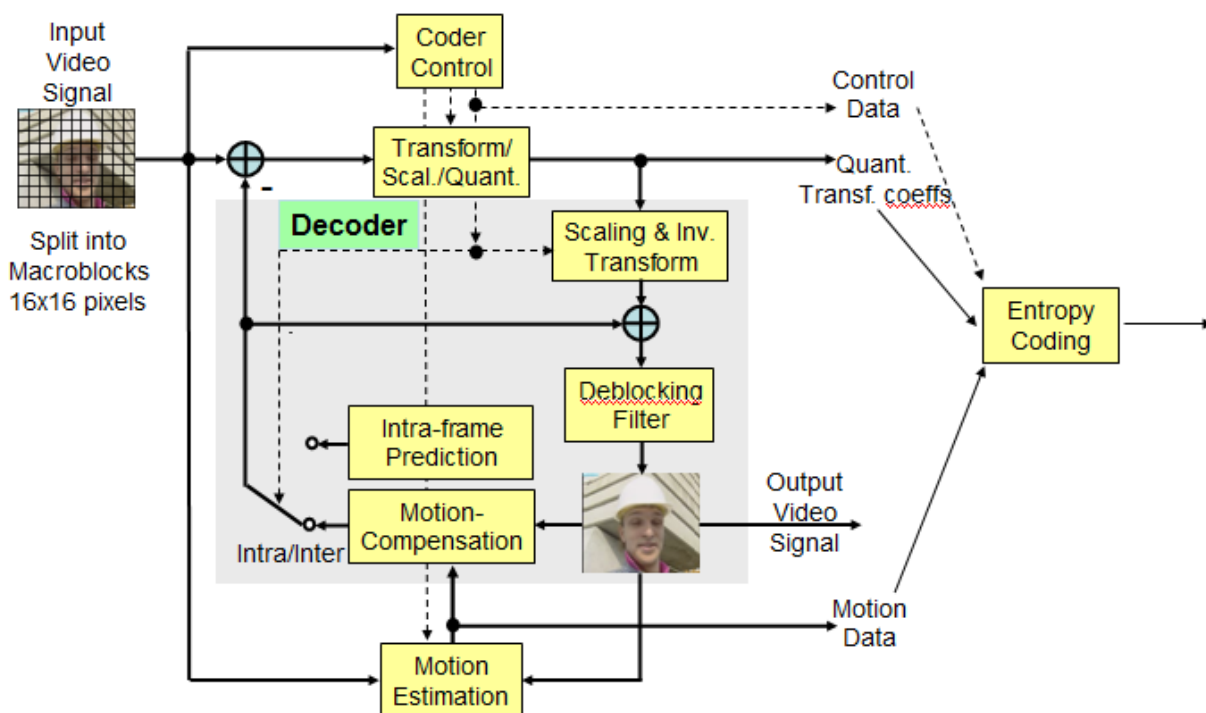 Input
Video
Signal
Coder
Control
Control
Data
Transform/
Scal./Quant.
-
Quant.
Transf. coeffs
Decoder
Split into
Macroblocks
16x16 pixels
Scaling & Inv.
Transform
Entropy
Coding
Deblocking
Filter
Intra-frame
Prediction
Motion-
Compensation
Intra/Inter
Output
Video
Signal
Motion
Data
Motion
Estimation